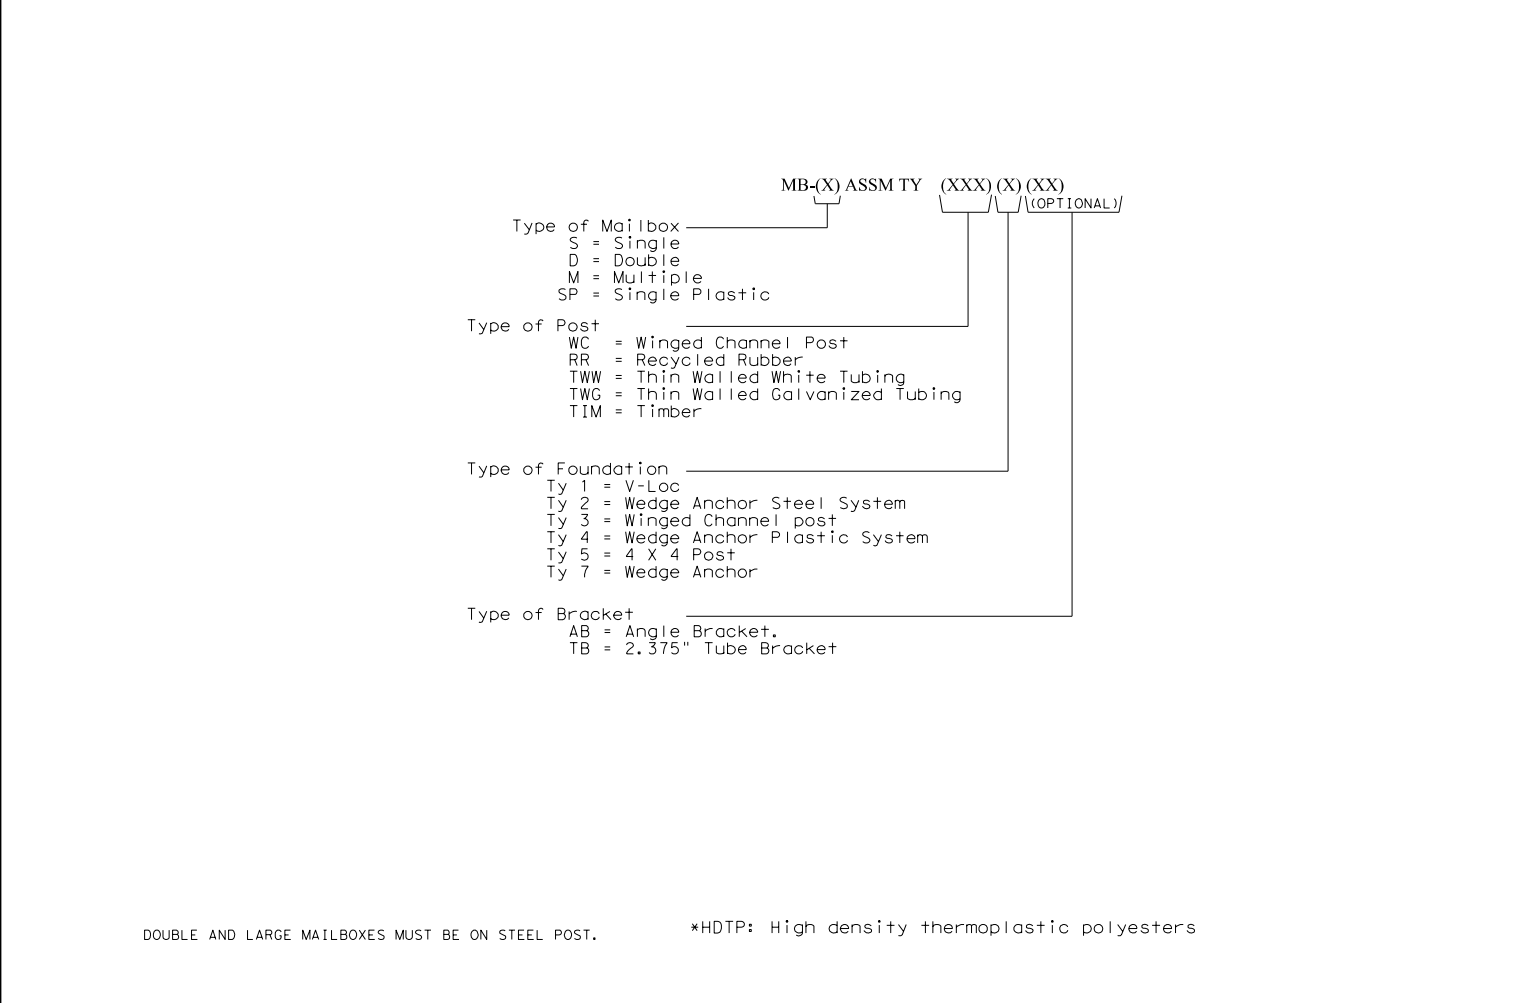 MB-(X) ASSM TY (XXX) (X) (XX)
(OPTIONAL)
Type of Mailbox
S = Single
D = Double
M = Multiple
SP = Single Plastic
Type of Post
WC = Winged Channel Post
RR = Recycled Rubber
TWW = Thin Walled White Tubing
TWG = Thin Walled Galvanized Tubing
TIM = Timber
Type of Foundation
Ty 1 = V-Loc
Ty 2 = Wedge Anchor Steel System
Ty 3 = Winged Channel post
Ty 4 = Wedge Anchor Plastic System
Ty 5 = 4 X 4 Post
Ty 7 = Wedge Anchor
Type of Bracket
AB = Angle Bracket.
TB = 2.375" Tube Bracket
DOUBLE AND LARGE MAILBOXES MUST BE ON STEEL POST.
*HDTP: High density thermoplastic polyesters